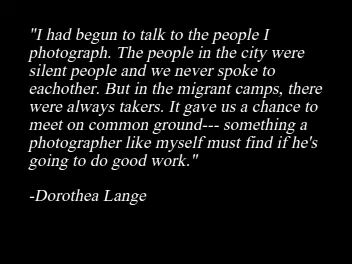 "I had begun to talk to the people I
photograph. The people in the city were
silent people and we never spoke to
eachother. But in the migrant camps, there
were always takers. It gave us a chance to
meet on common ground--- something a
photographer like myself must find if he's
going to do good work."
-Dorothea Lange